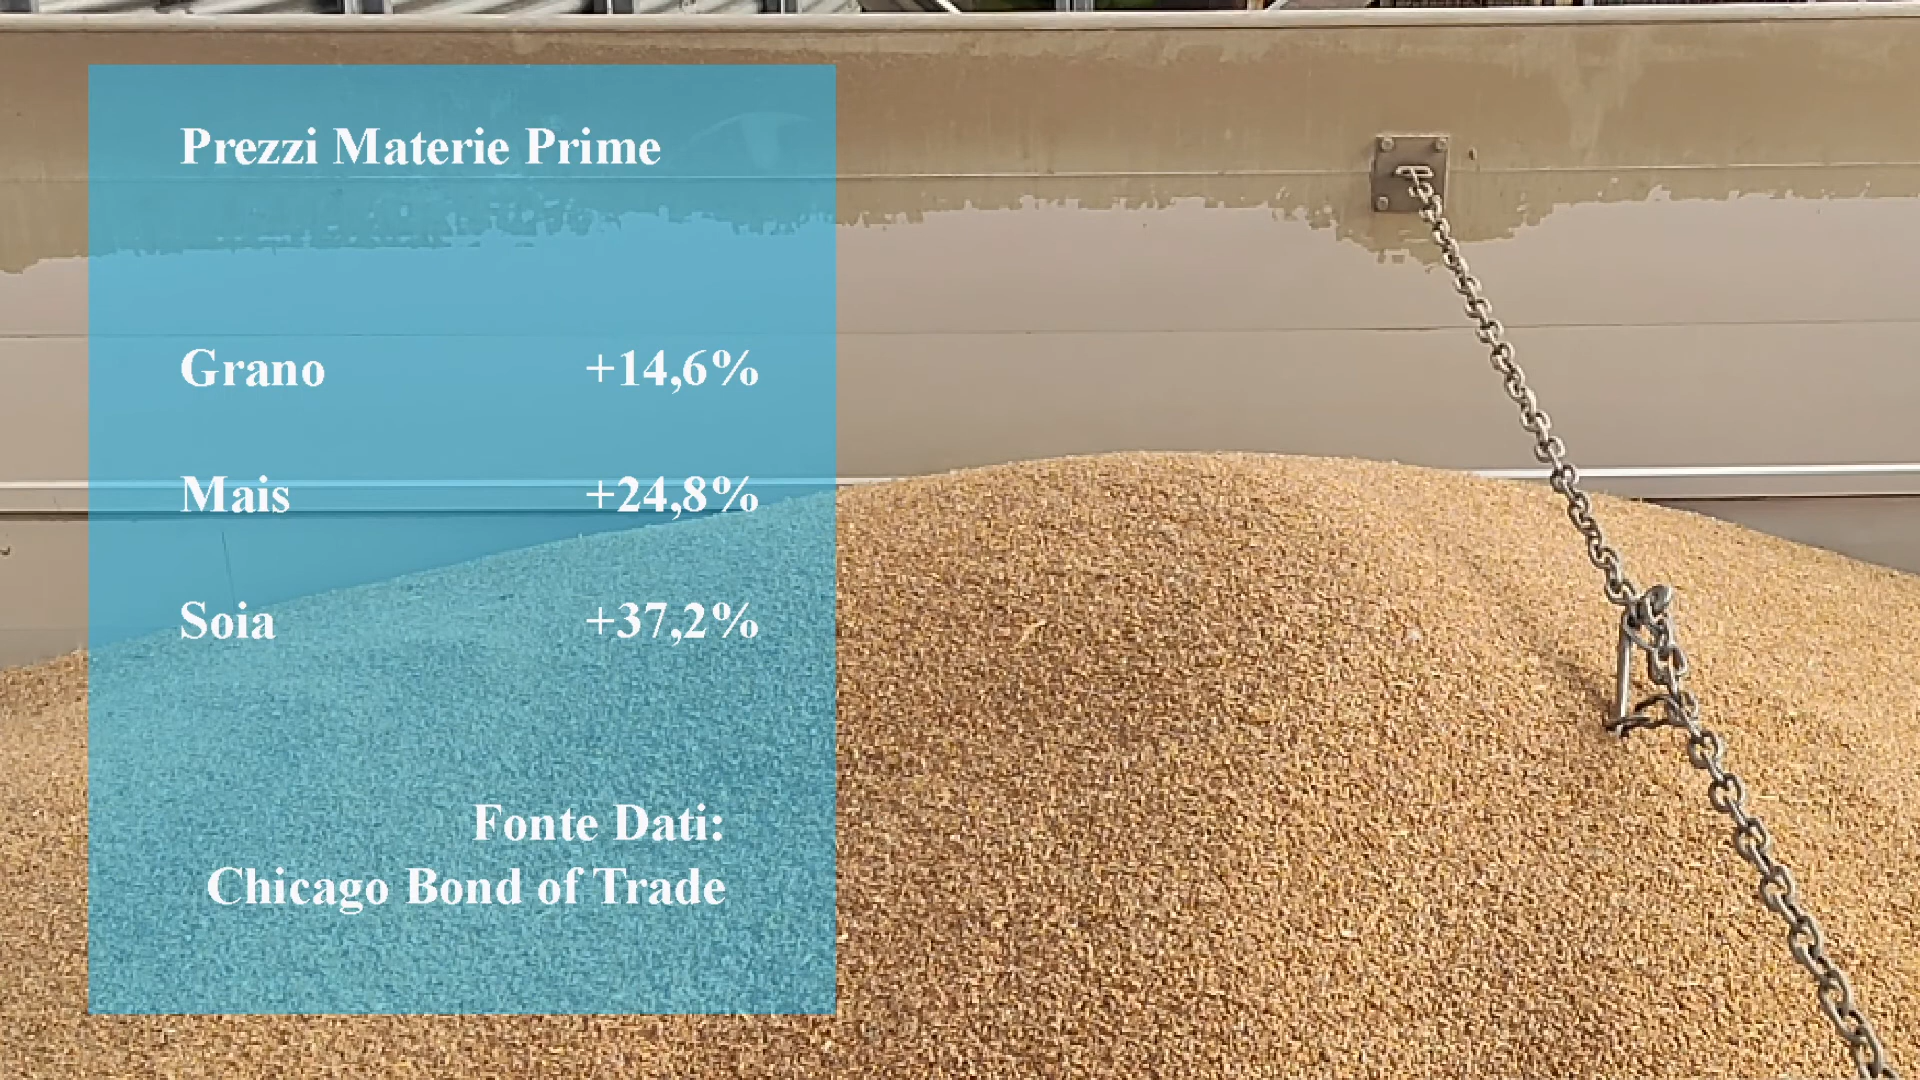 Prezzi Materie Prime
Grano +14,6%
Mais +24,8%
Soia +37,2%
Fonte Dati:
Chicago Bond of Trade